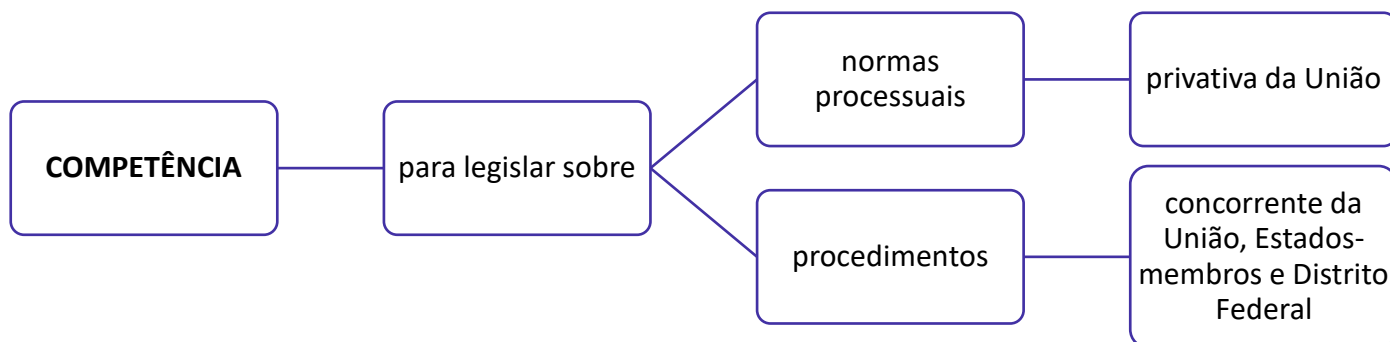 COMPETÊNCIA
para legislar sobre
normas
processuais
privativa da União
procedimentos
concorrente da
União, Estados-
membros e Distrito
Federal